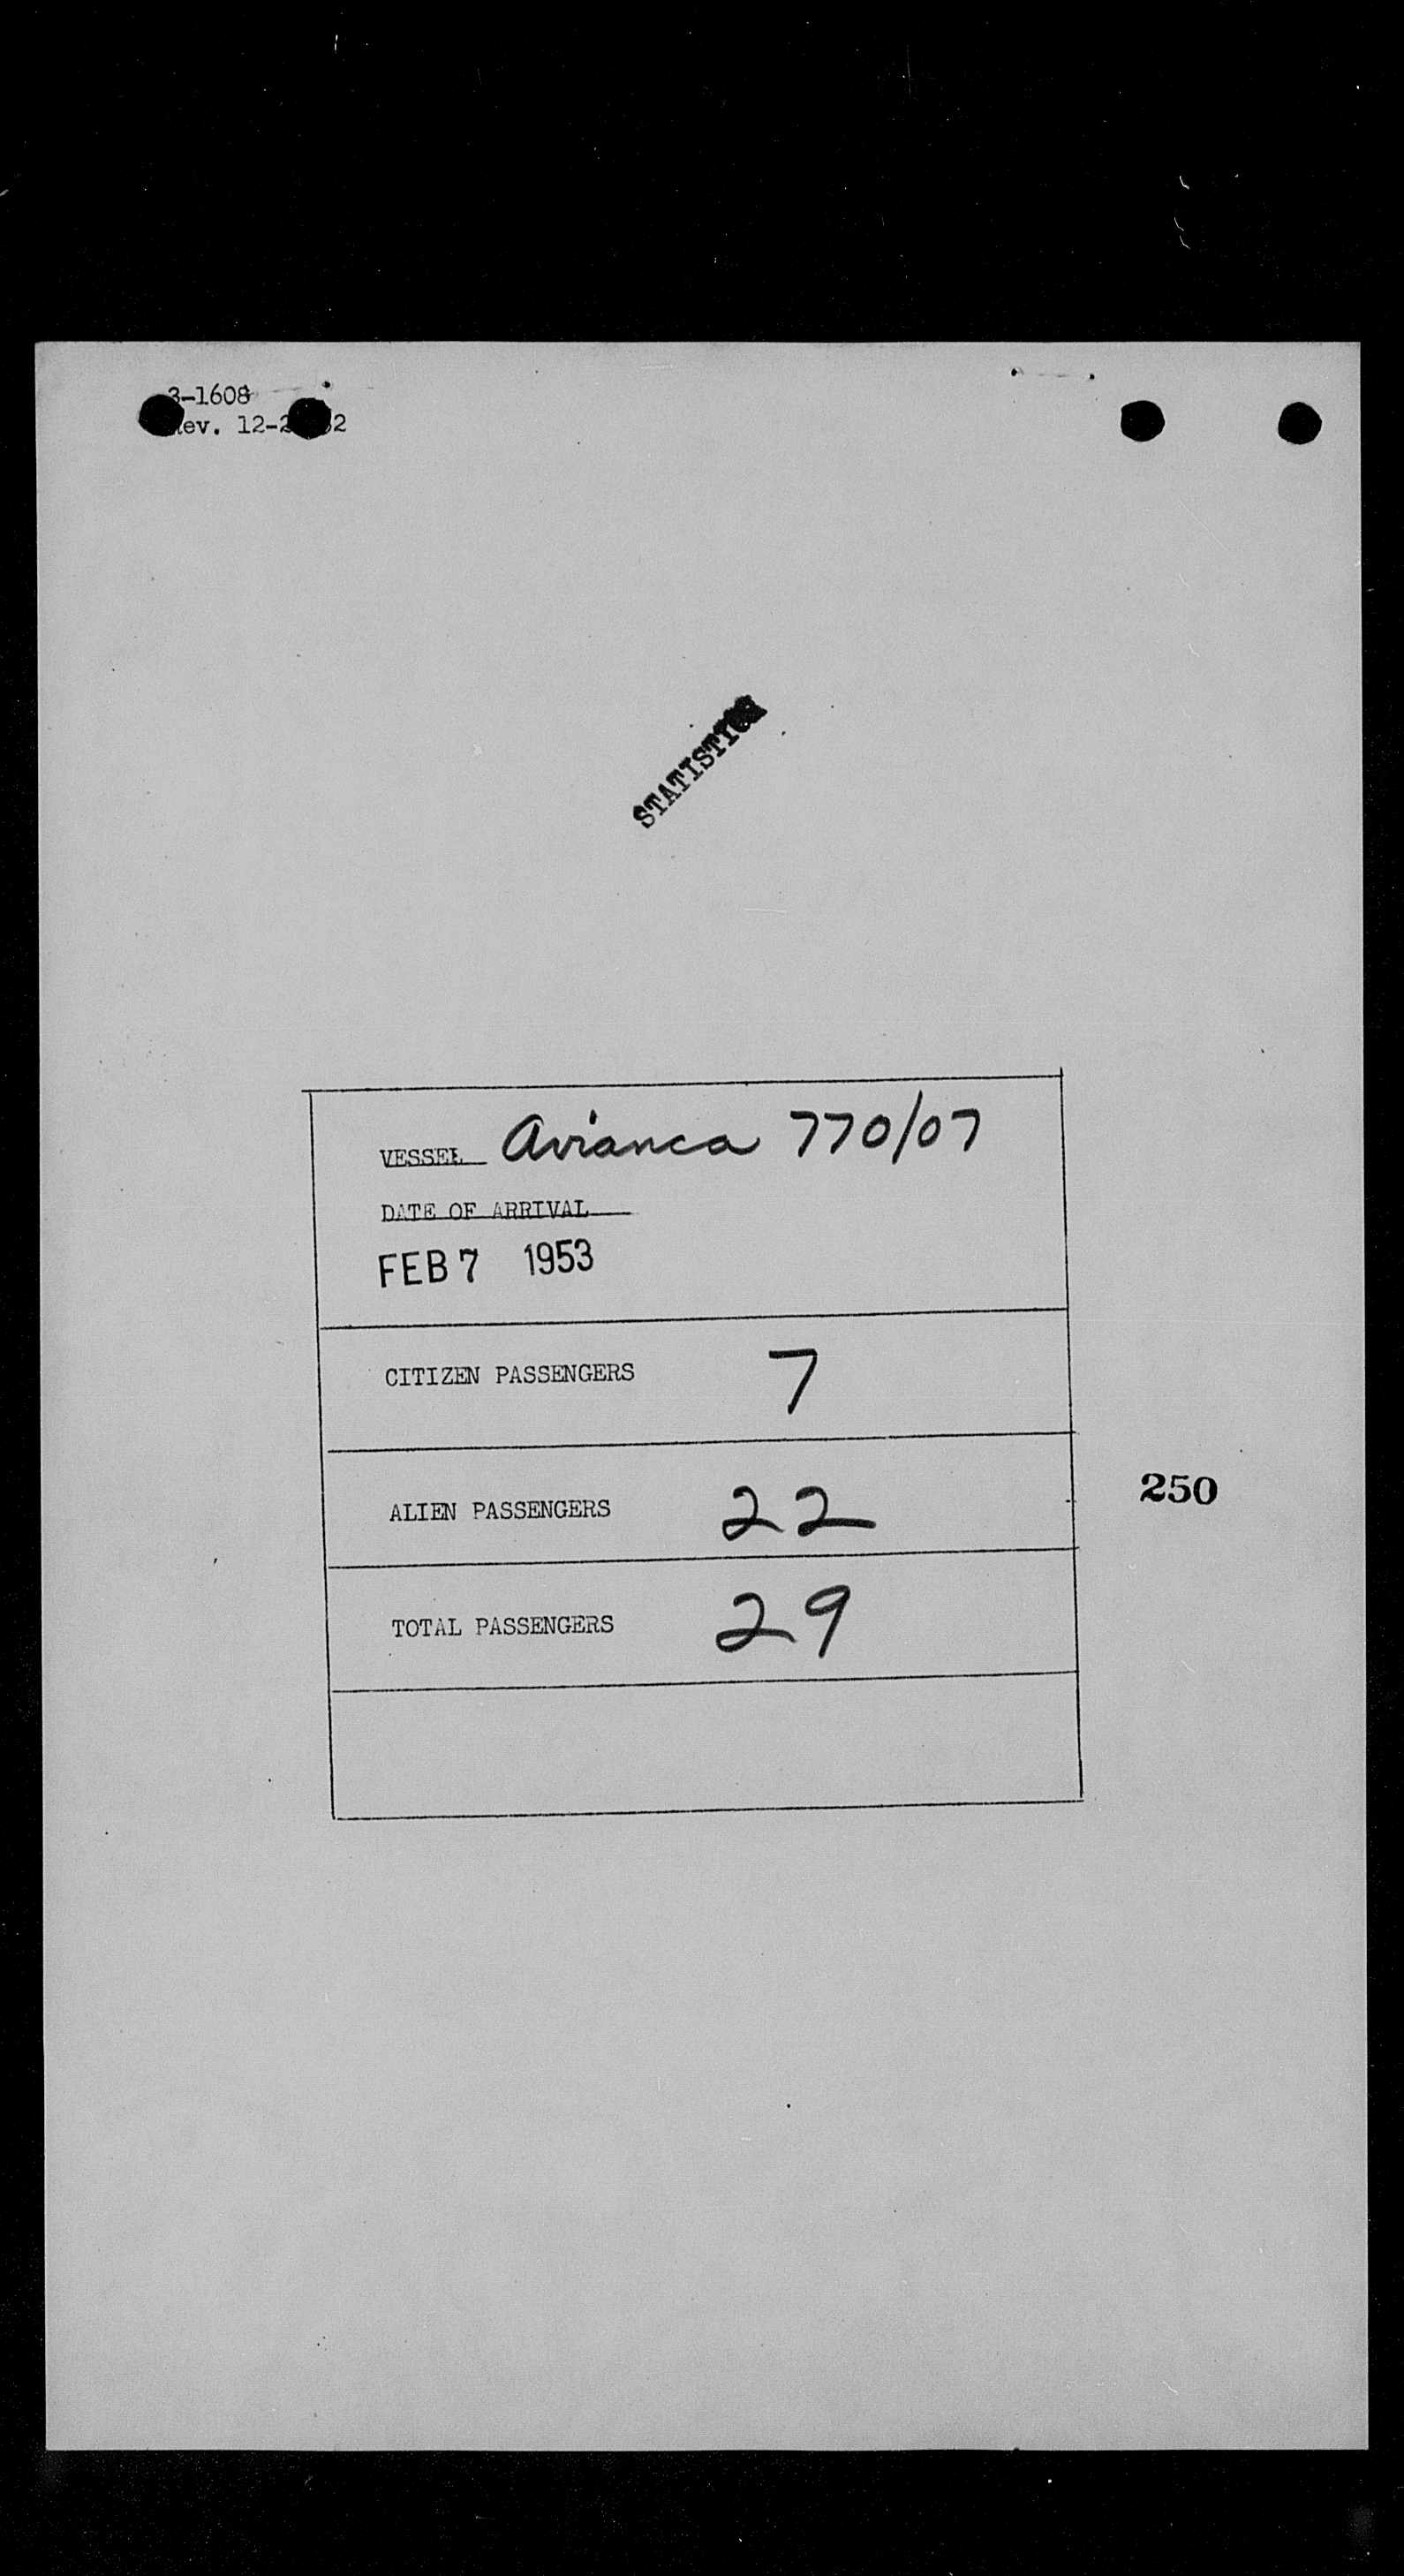 3-1608
Rev. 12-2
STATISTICS
VESSEL Avianca 770/07
DATE OF ARRIVAL
FEB 7 1953
CITIZEN PASSENGERS 7
ALIEN PASSENGERS 22
250
TOTAL PASSENGERS 29